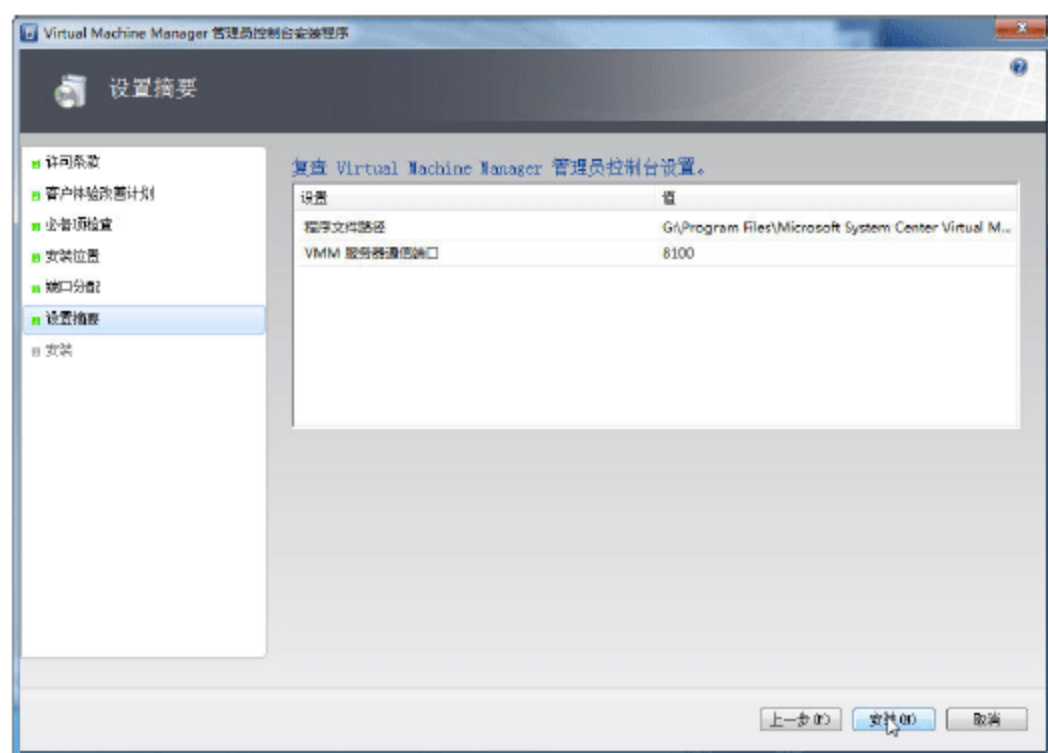 Virtual Machine Manager 管理员控制台安装程序
设置摘要
许可条款
客户体验改善计划
必备项检查
安装位置
端口分配
设置摘要
安装
复查 Virtual Machine Manager 管理员控制台设置。
设置 值
程序文件路径 G:\Program Files\Microsoft System Center Virtual M...
VMM 服务器通信端口 8100
上一步 安装 取消